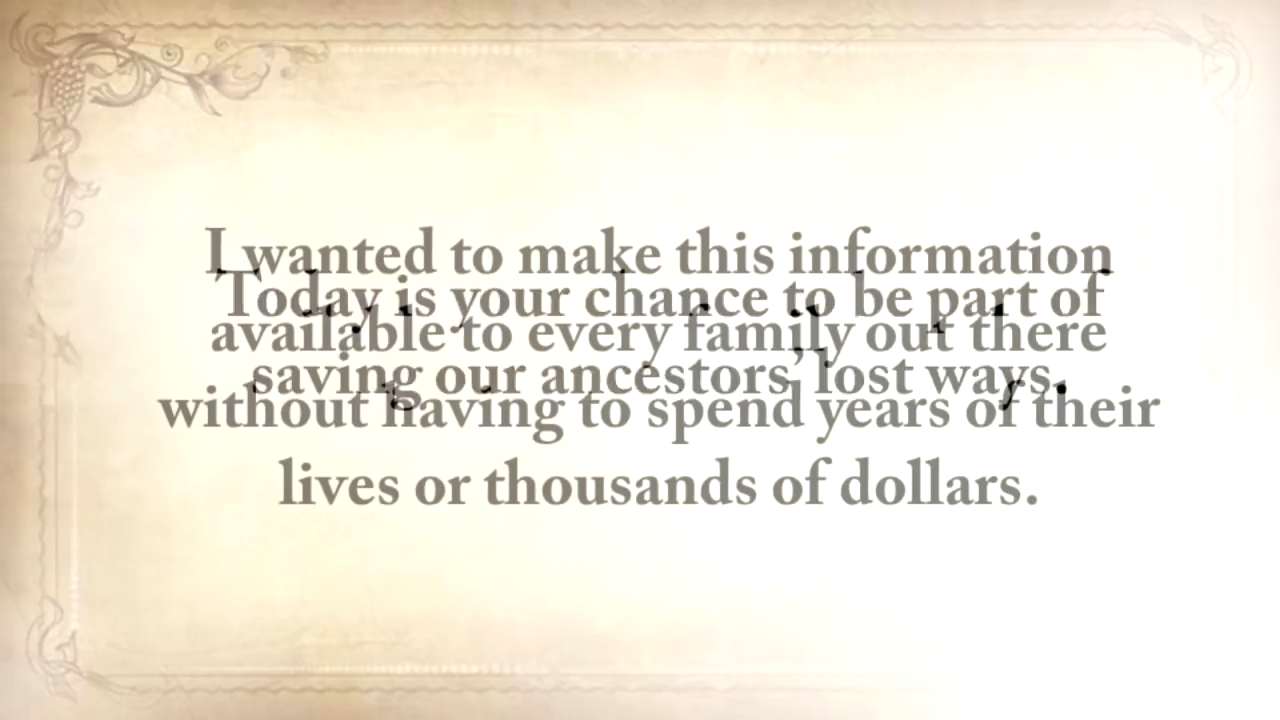 I wanted to make this information
Today is your chance to be part of
available to every family out there
saving our ancestors’ lost ways.
without having to spend years of their
lives or thousands of dollars.